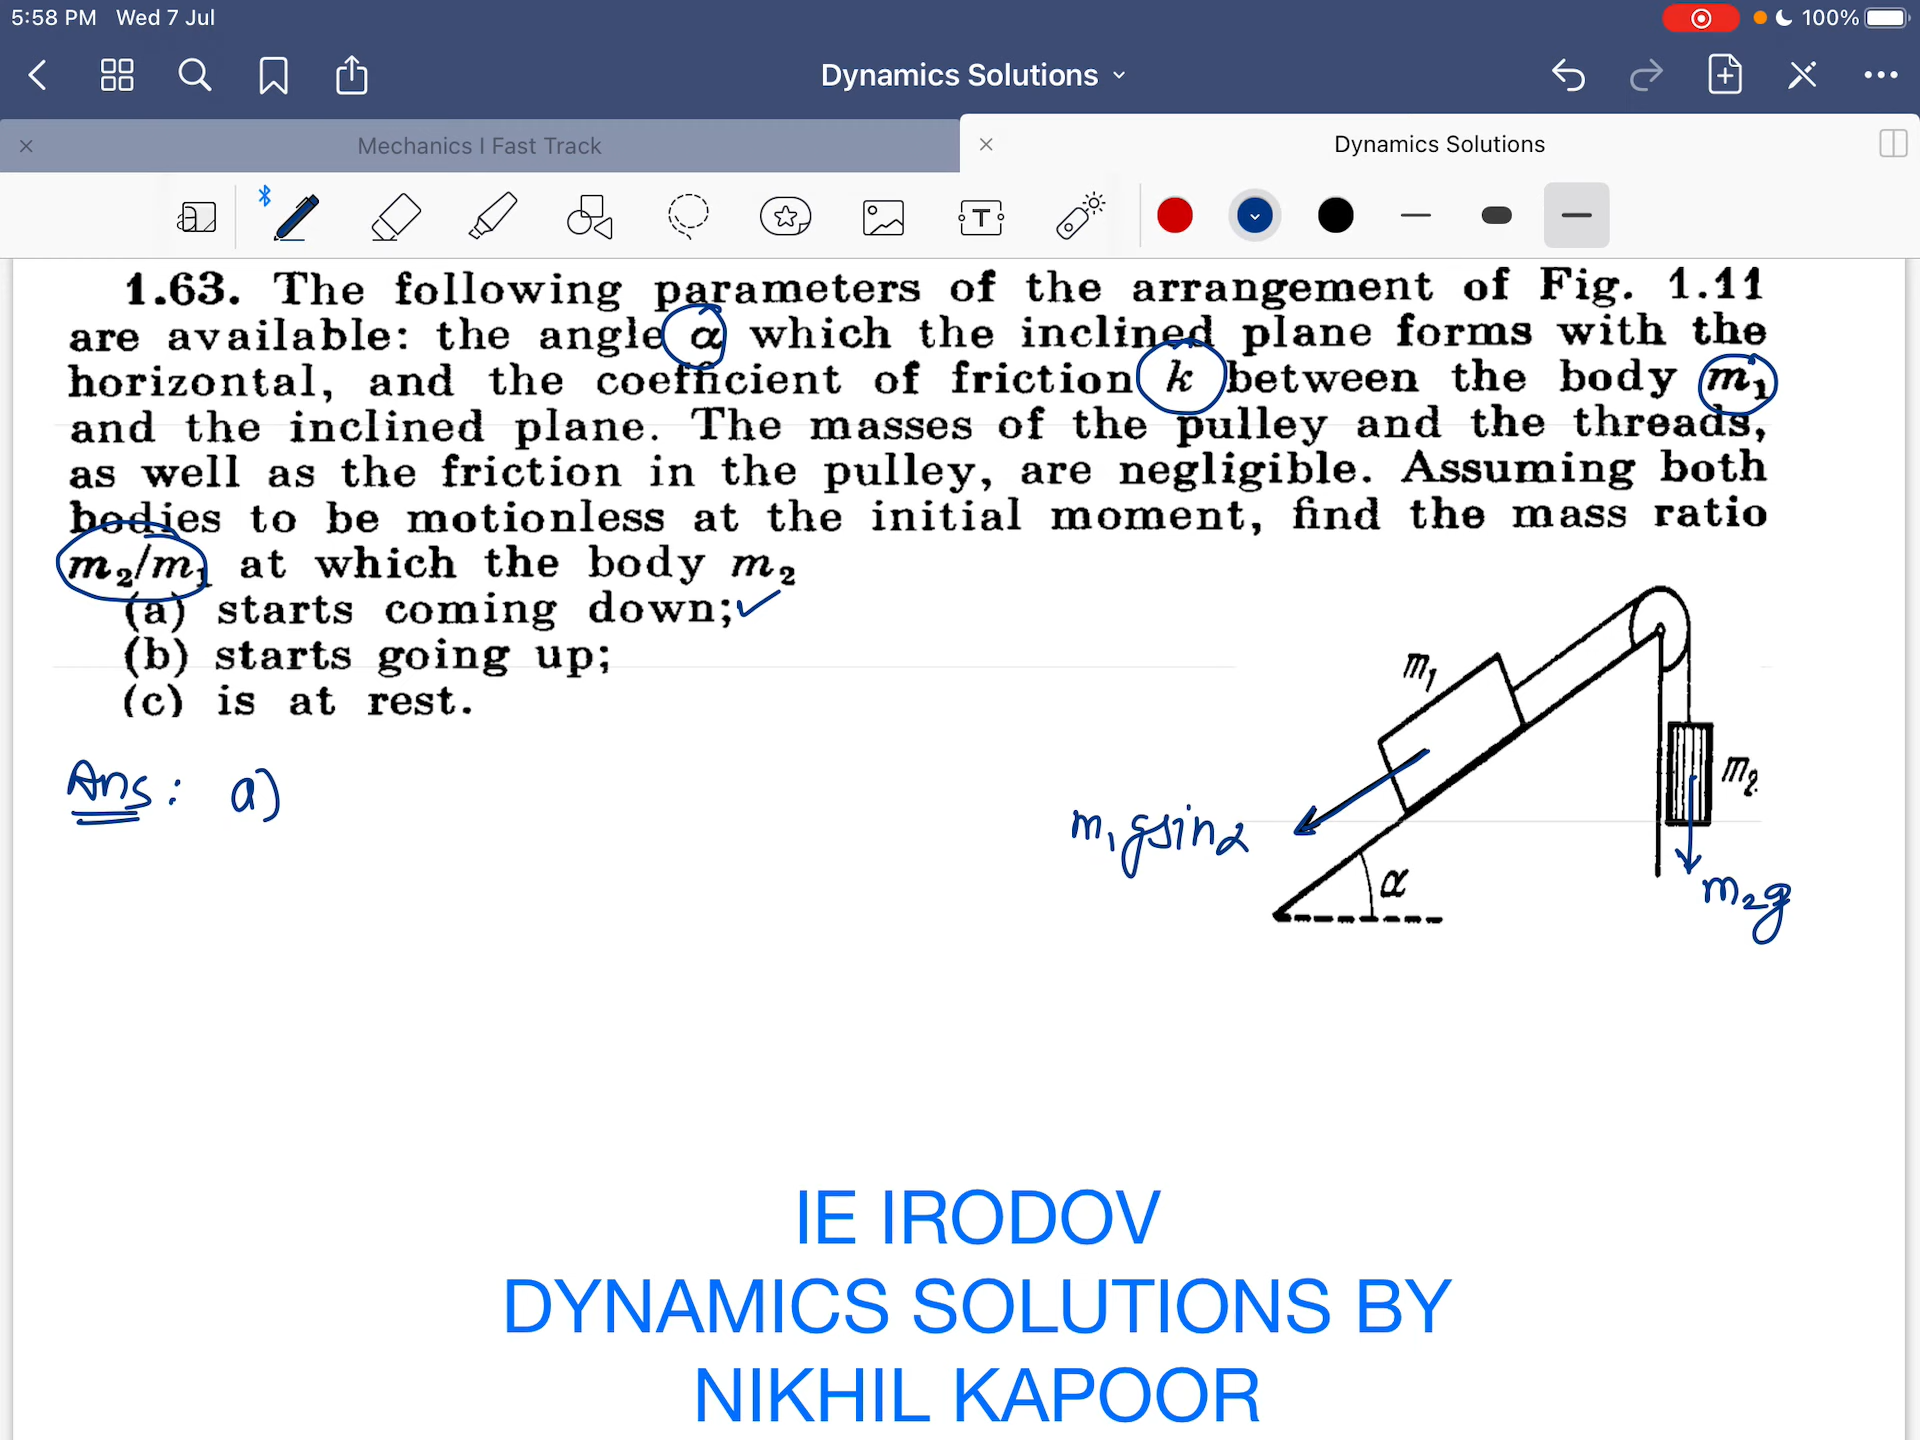 5:58 PM Wed 7 Jul
100%
Dynamics Solutions
Mechanics I Fast Track
Dynamics Solutions
1.63. The following parameters of the arrangement of Fig. 1.11
are available: the angle α which the inclined plane forms with the
horizontal, and the coefficient of friction k between the body m₁
and the inclined plane. The masses of the pulley and the threads,
as well as the friction in the pulley, are negligible. Assuming both
bodies to be motionless at the initial moment, find the mass ratio
m₂/m₁ at which the body m₂
(a) starts coming down;
(b) starts going up;
(c) is at rest.
m₁
m₂
Ans: a)
m₁gsinα
α
m₂g
IE IRODOV
DYNAMICS SOLUTIONS BY
NIKHIL KAPOOR